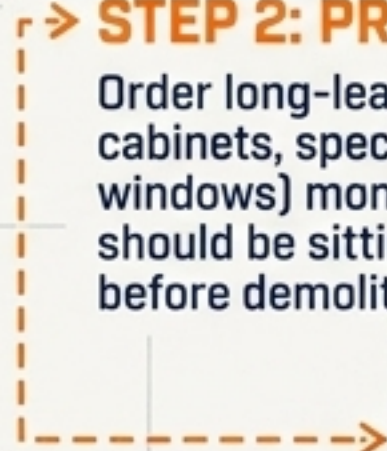 STEP 2: PR
Order long-lea
cabinets, spec
windows) mon
should be sitti
before demolit